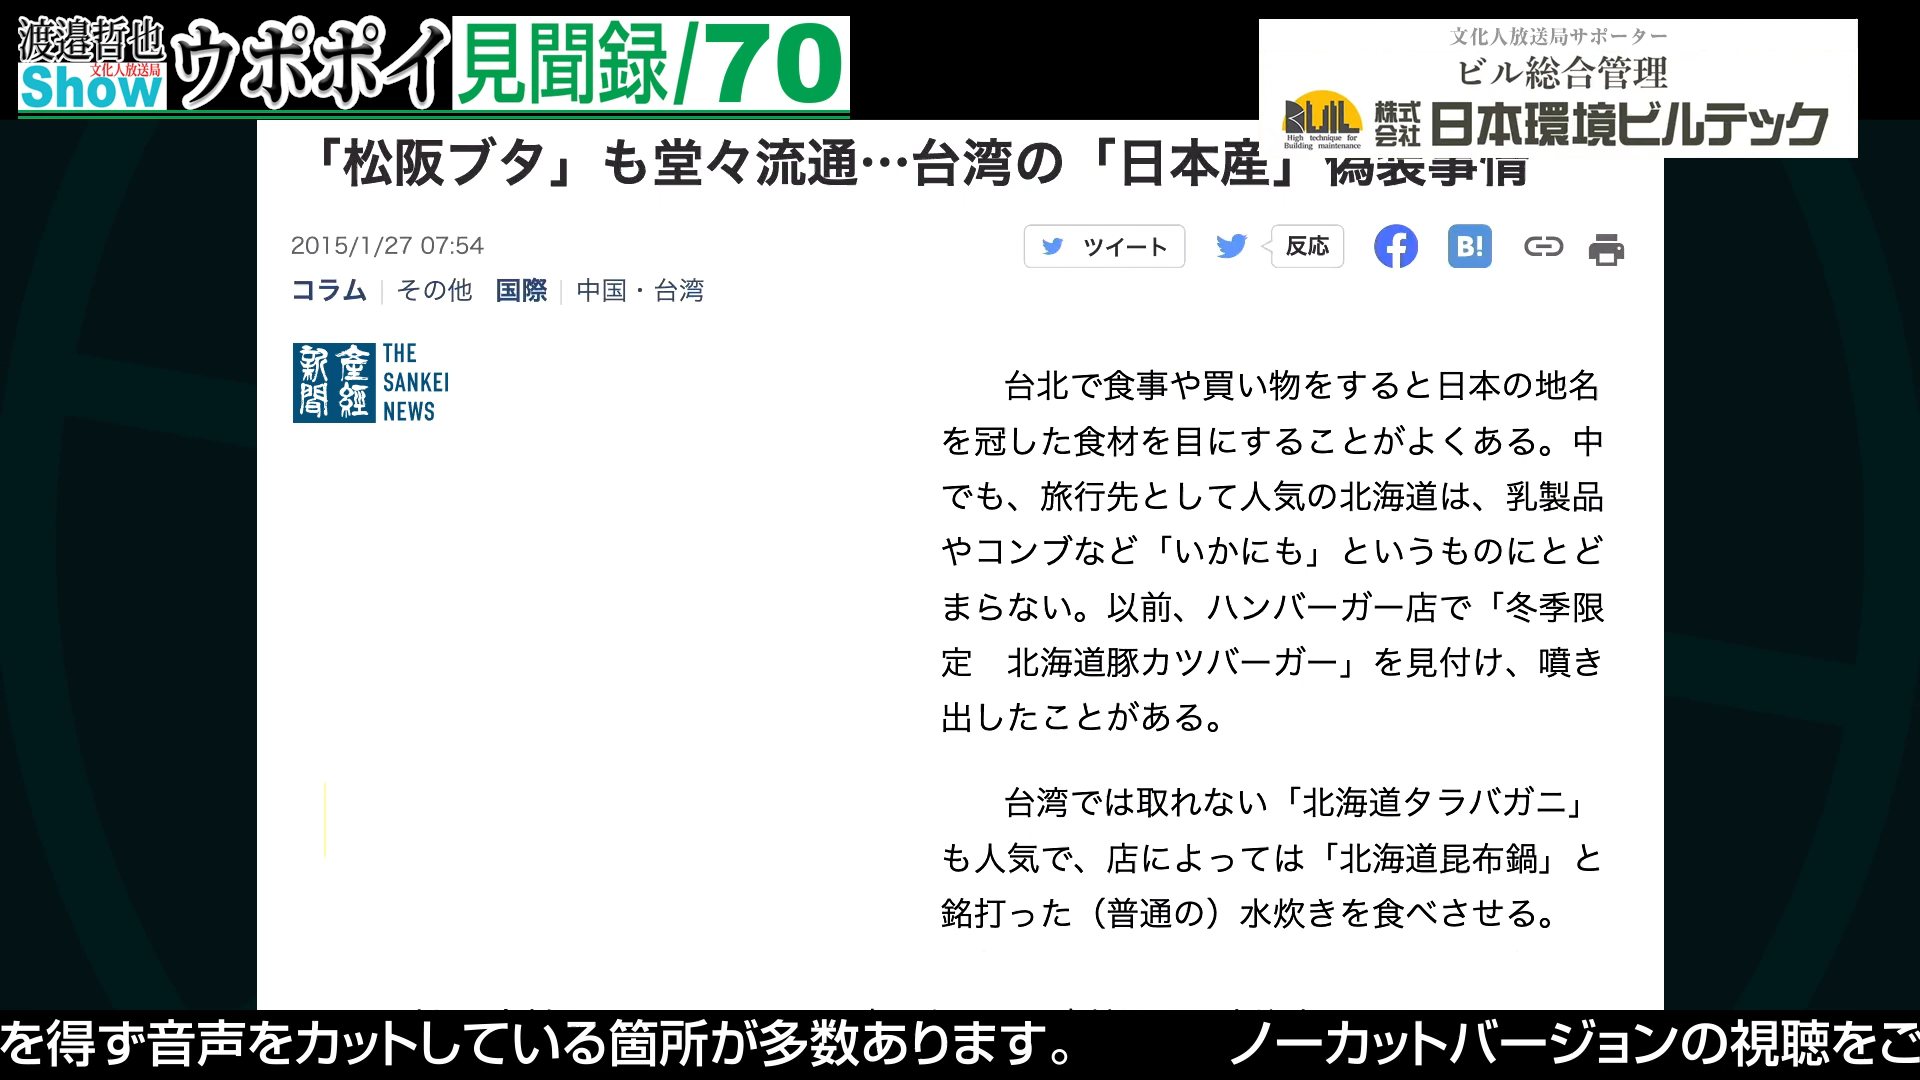 渡邉哲也
Show
文化人放送局
ウポポイ見聞録/70
文化人放送局サポーター
ビル総合管理
BUIL
High technique for
Building maintenance
株式
会社
日本環境ビルテック
「松阪ブタ」も堂々流通…台湾の「日本産」偽装事情
2015/1/27 07:54
ツイート
反応
B!
コラム | その他 国際 | 中国・台湾
産経
新聞
THE
SANKEI
NEWS
台北で食事や買い物をすると日本の地名
を冠した食材を目にすることがよくある。中
でも、旅行先として人気の北海道は、乳製品
やコンブなど「いかにも」というものにとど
まらない。以前、ハンバーガー店で「冬季限
定　北海道豚カツバーガー」を見付け、噴き
出したことがある。
台湾では取れない「北海道タラバガニ」
も人気で、店によっては「北海道昆布鍋」と
銘打った（普通の）水炊きを食べさせる。
を得ず音声をカットしている箇所が多数あります。　ノーカットバージョンの視聴をご